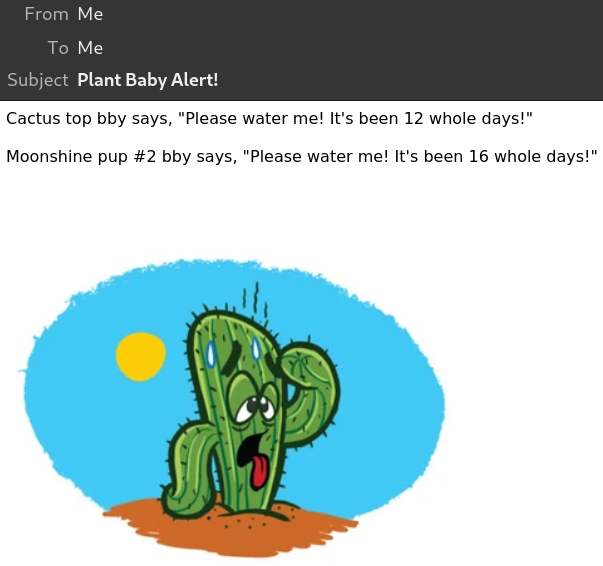 From Me
To Me
Subject Plant Baby Alert!
Cactus top bby says, "Please water me! It's been 12 whole days!"
Moonshine pup #2 bby says, "Please water me! It's been 16 whole days!"